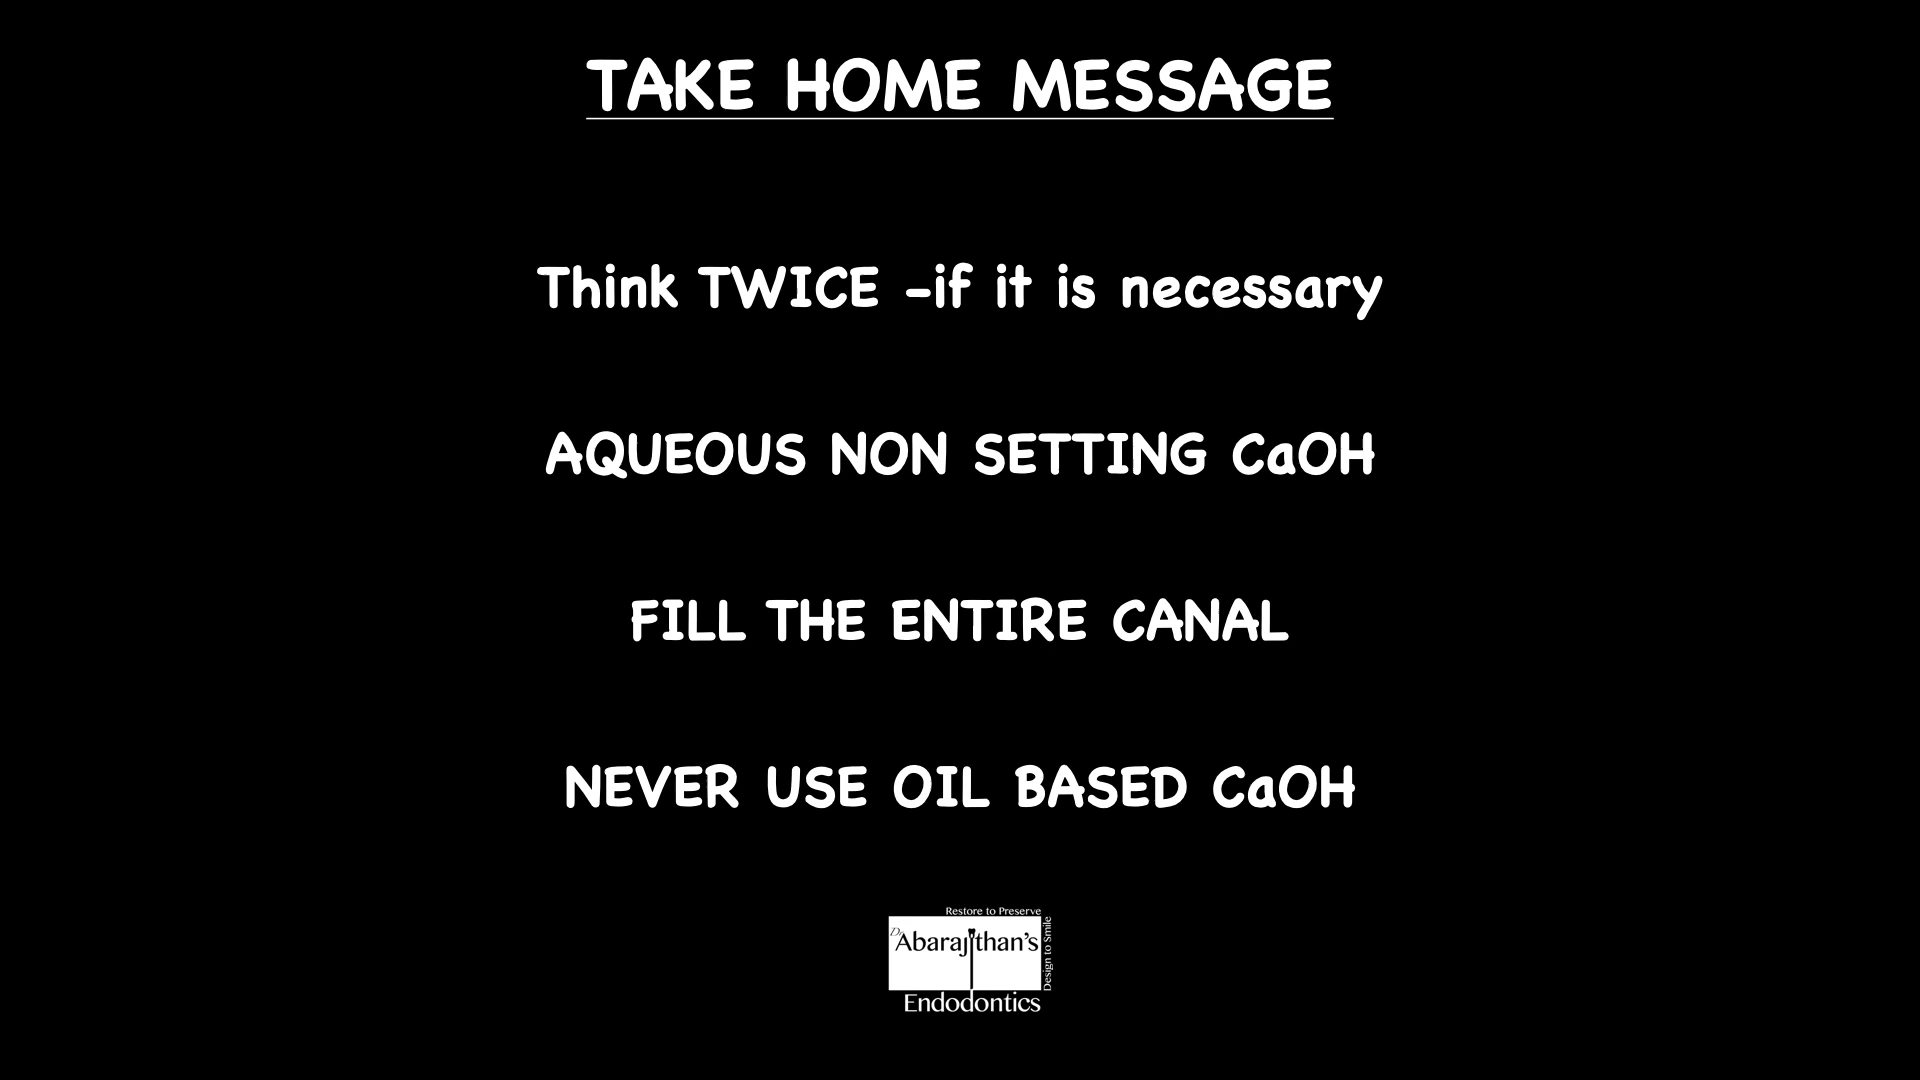 TAKE HOME MESSAGE
Think TWICE -if it is necessary
AQUEOUS NON SETTING CaOH
FILL THE ENTIRE CANAL
NEVER USE OIL BASED CaOH
Restore to Preserve
Dr. Abarajithan's
Endodontics
Design to Smile